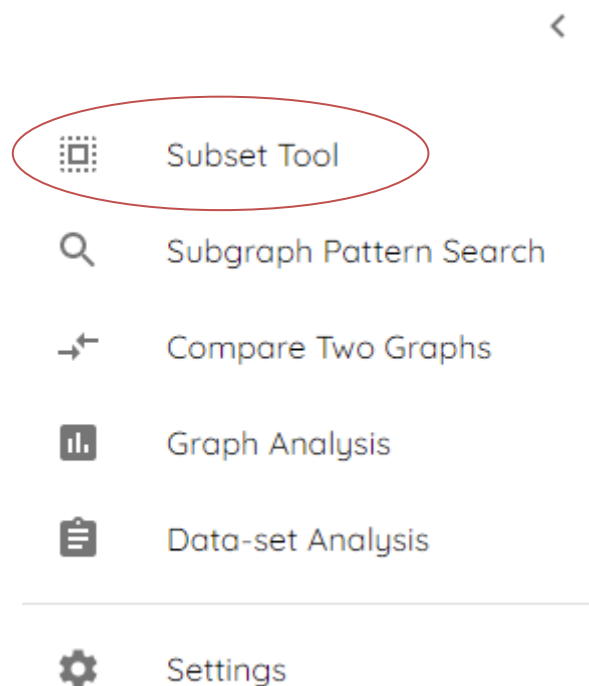 Subset Tool
Subgraph Pattern Search
Compare Two Graphs
Graph Analysis
Data-set Analysis
Settings